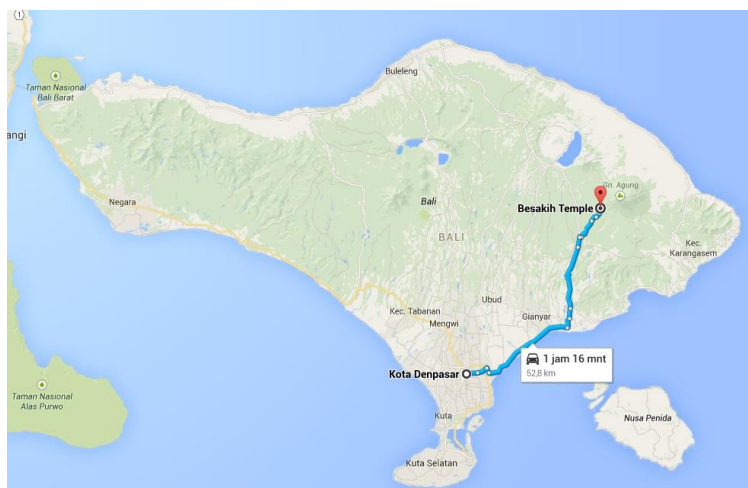 1
Buleleng
Taman Nasional
Bali Barat
angi
Gn. Agung
Besakih Temple
Negara
Bali
BALI
Kec.
Karangasem
Ubud
Kec. Tabanan
Mengwi
Gianyar
1 jam 16 mnt
52,8 km
Kota Denpasar
Taman Nasional
Alas Purwo
Kuta
Nusa Penida
Kuta Selatan